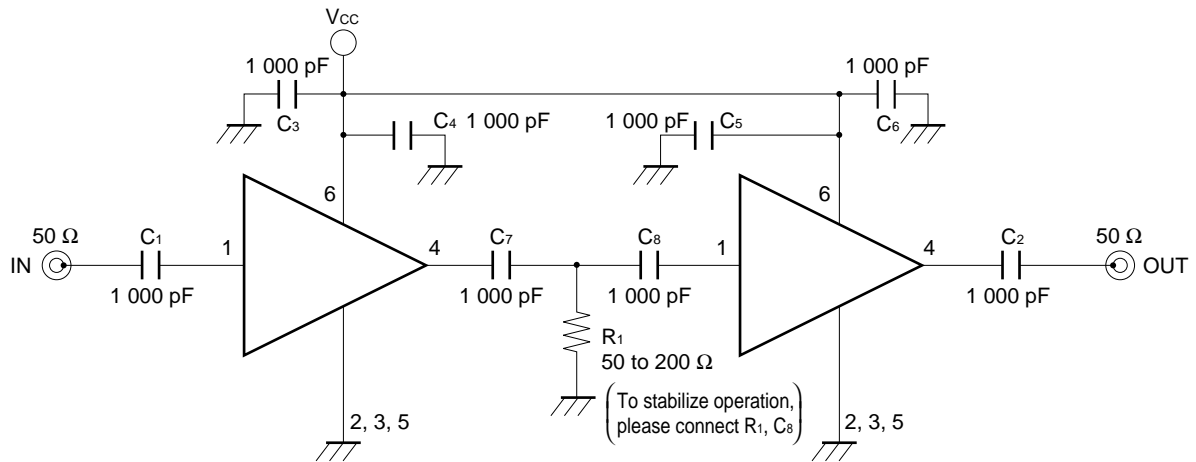 VCC
1 000 pF
C3
C4 1 000 pF
1 000 pF C5
1 000 pF
C6
6
6
50 Ω
IN
C1
1 000 pF
1
4
C7
1 000 pF
C8
1 000 pF
1
4
C2
1 000 pF
50 Ω
OUT
R1
50 to 200 Ω
(To stabilize operation,
please connect R1, C8)
2, 3, 5
2, 3, 5